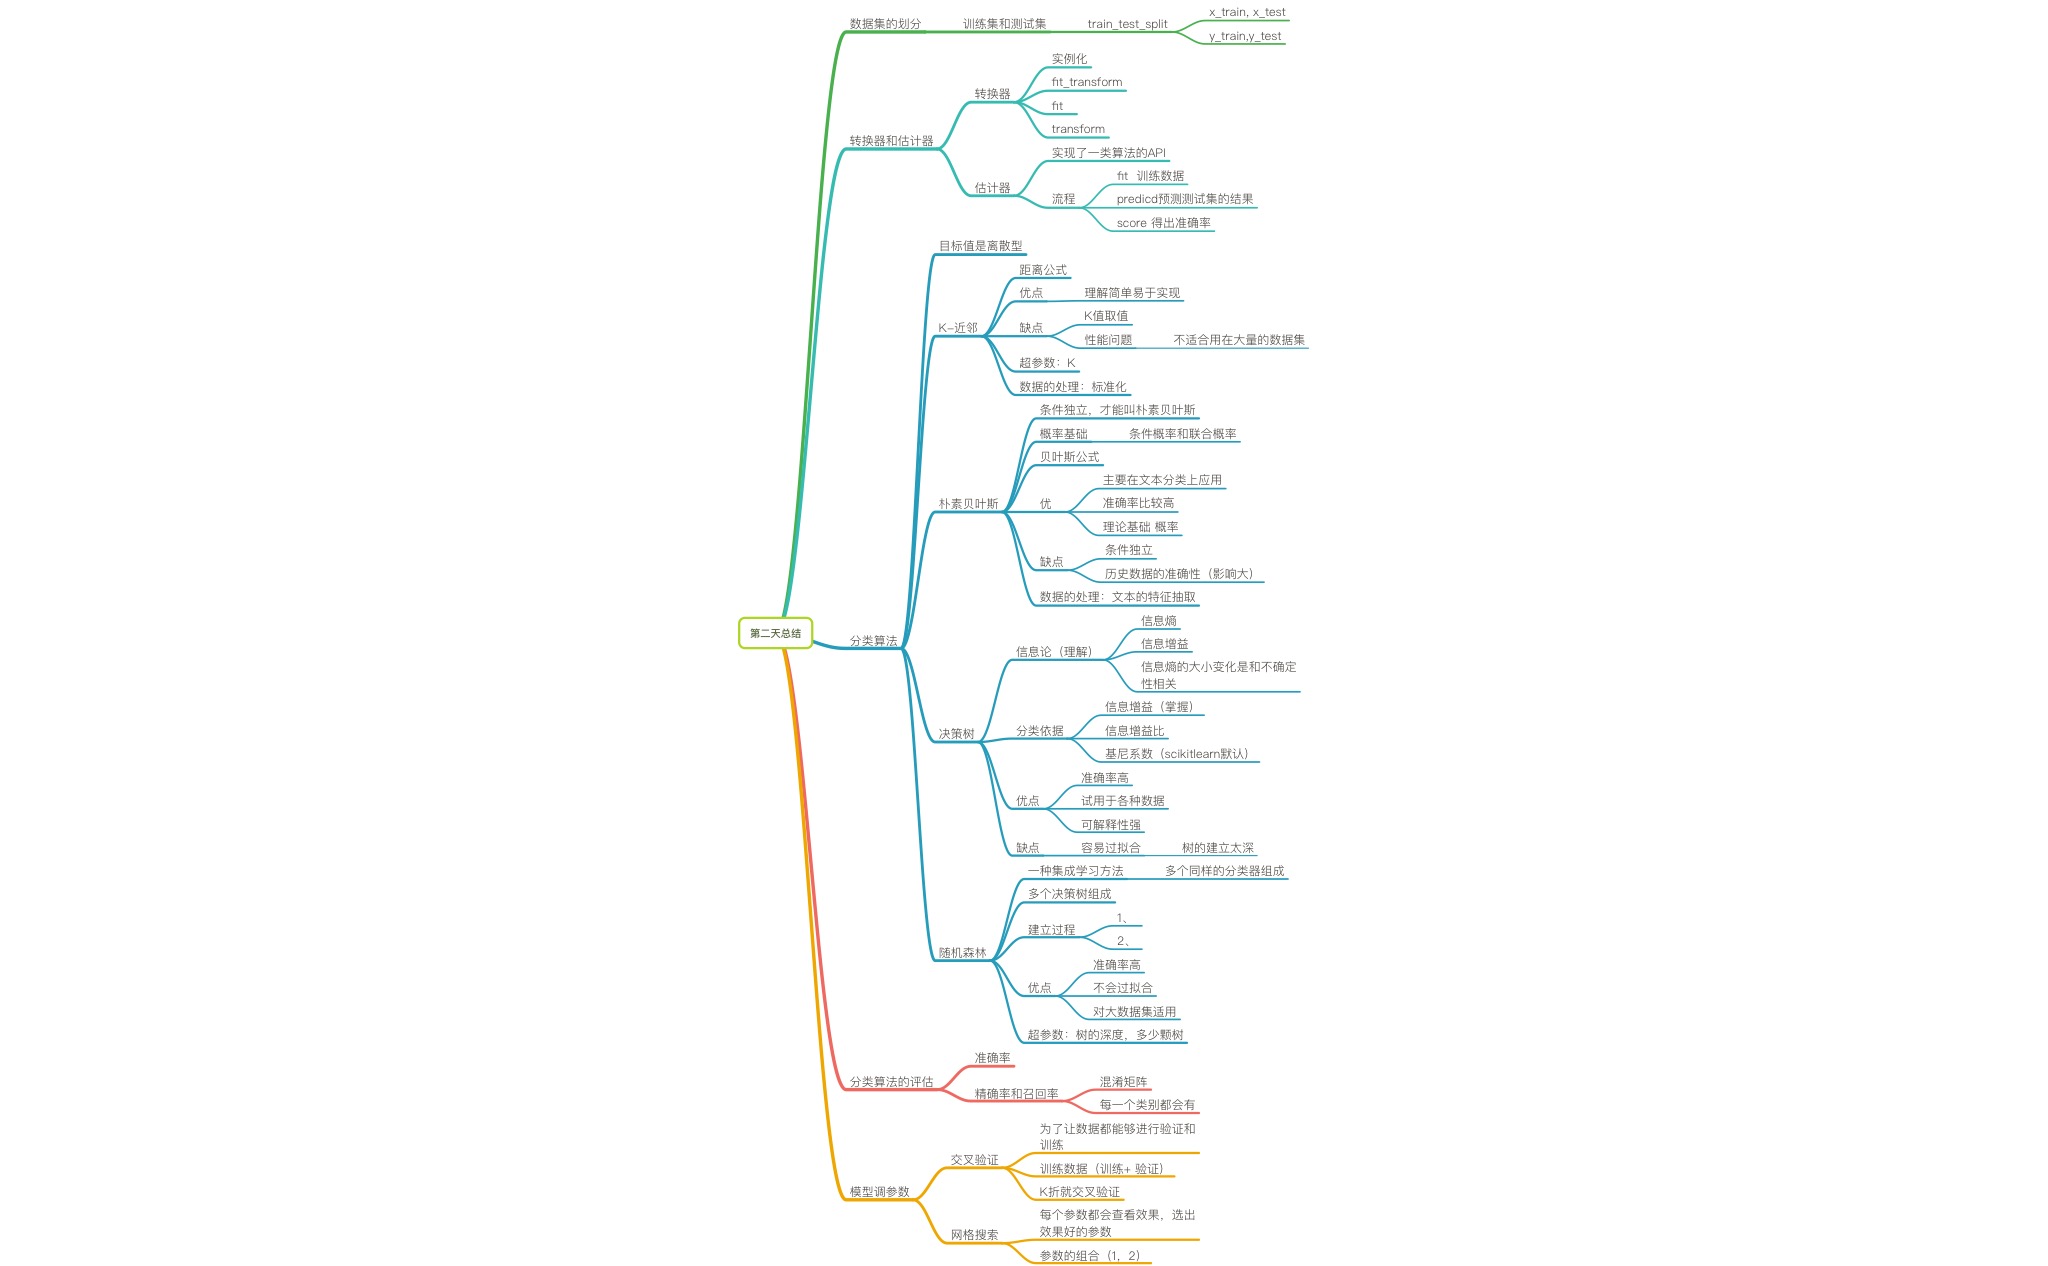 第二天总结
数据集的划分
训练集和测试集
train_test_split
x_train, x_test
y_train,y_test
转换器和估计器
转换器
实例化
fit_transform
fit
transform
估计器
实现了一类算法的API
流程
fit 训练数据
predicd预测测试集的结果
score 得出准确率
分类算法
目标值是离散型
K-近邻
距离公式
优点
理解简单易于实现
缺点
K值取值
性能问题
不适合用在大量的数据集
超参数：K
数据的处理：标准化
朴素贝叶斯
条件独立，才能叫朴素贝叶斯
概率基础
条件概率和联合概率
贝叶斯公式
优
主要在文本分类上应用
准确率比较高
理论基础 概率
缺点
条件独立
历史数据的准确性（影响大）
数据的处理：文本的特征抽取
决策树
信息论（理解）
信息熵
信息增益
信息熵的大小变化是和不确定
性相关
分类依据
信息增益（掌握）
信息增益比
基尼系数（scikitlearn默认）
优点
准确率高
试用于各种数据
可解释性强
缺点
容易过拟合
树的建立太深
随机森林
一种集成学习方法
多个同样的分类器组成
多个决策树组成
建立过程
1、
2、
优点
准确率高
不会过拟合
对大数据集适用
超参数：树的深度，多少颗树
分类算法的评估
准确率
精确率和召回率
混淆矩阵
每一个类别都会有
模型调参数
交叉验证
为了让数据都能够进行验证和
训练
训练数据（训练+ 验证）
K折就交叉验证
网格搜索
每个参数都会查看效果，选出
效果好的参数
参数的组合（1，2）